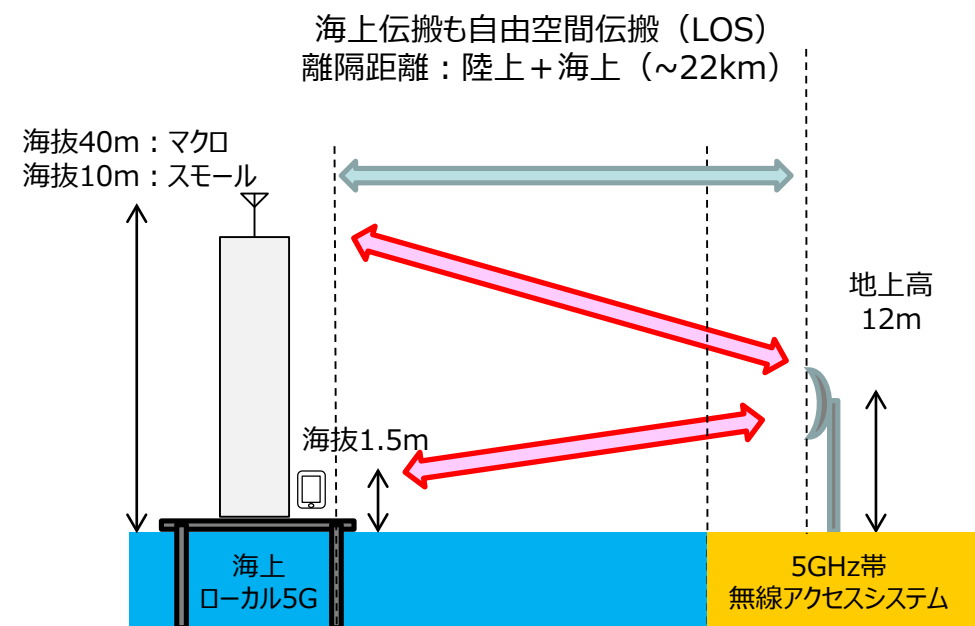 海上伝搬も自由空間伝搬（LOS）
離隔距離：陸上＋海上（~22km）
海抜40m：マクロ
海抜10m：スモール
地上高
12m
海抜1.5m
海上
ローカル5G
5GHz帯
無線アクセスシステム